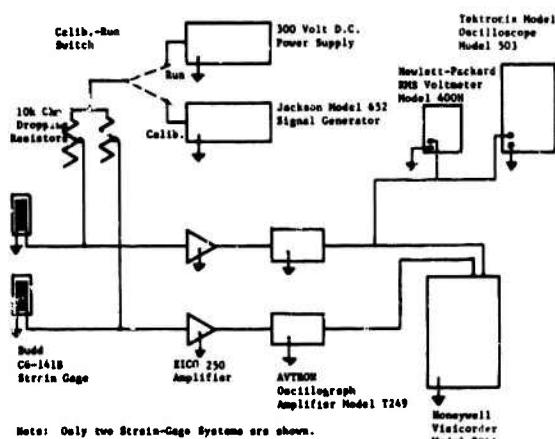 Calib.-Run
Switch
300 Volt D.C.
Power Supply
Run
Jackson Model 652
Signal Generator
Calib.
Tektronix Model
Oscilloscope
Model 503
Hewlett-Packard
RMS Voltmeter
Model 400H
10k
Dropping
Resistors
Budd
C6-141B
Strain Gage
EICO 250
Amplifier
AVTRON
Oscillograph
Amplifier Model T249
Honeywell
Visicorder
Note: Only two Strain-Gage Systems are shown.